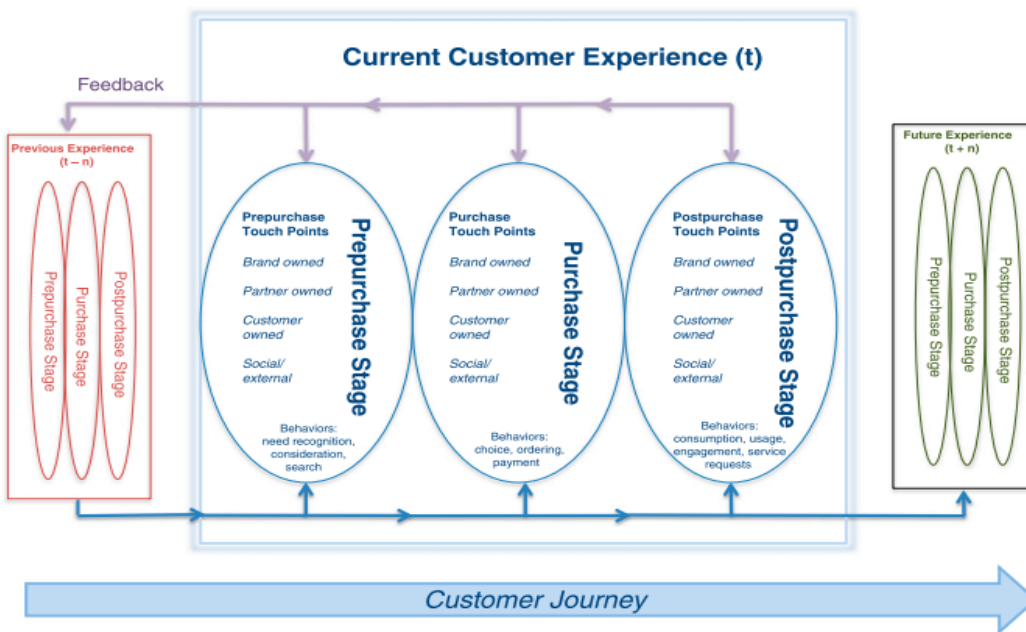 Current Customer Experience (t)
Feedback
Previous Experience
(t – n)
Prepurchase Stage
Purchase Stage
Postpurchase Stage
Prepurchase
Touch Points
Brand owned
Partner owned
Customer
owned
Social/
external
Prepurchase Stage
Behaviors:
need recognition,
consideration,
search
Purchase
Touch Points
Brand owned
Partner owned
Customer
owned
Social/
external
Purchase Stage
Behaviors:
choice, ordering,
payment
Postpurchase
Touch Points
Brand owned
Partner owned
Customer
owned
Social/
external
Postpurchase Stage
Behaviors:
consumption, usage,
engagement, service
requests
Future Experience
(t + n)
Prepurchase Stage
Purchase Stage
Postpurchase Stage
Customer Journey